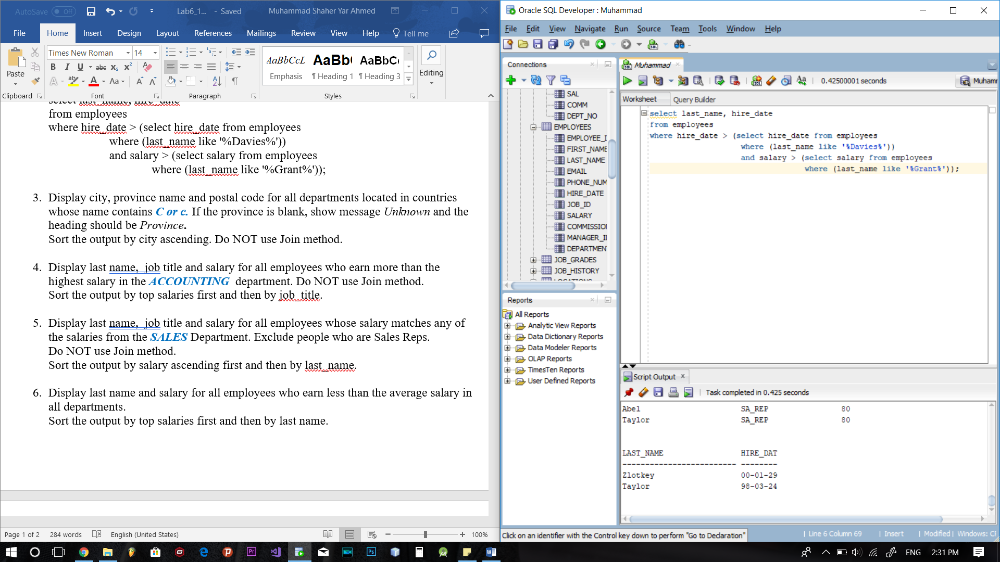 AutoSave Off
Lab6_1... - Saved
Muhammad Shaher Yar Ahmed
File Home Insert Design Layout References Mailings Review View Help Tell me
Paste
Times New Roman 14
AaBbCcL AaBb( AaBbC
Emphasis ¶ Heading 1 ¶ Heading 3
Editing
Clipboard Font Paragraph Styles
select last_name, hire_date
from employees
where hire_date > (select hire_date from employees
where (last_name like '%Davies%'))
and salary > (select salary from employees
where (last_name like '%Grant%'));
3. Display city, province name and postal code for all departments located in countries
whose name contains C or c. If the province is blank, show message Unknown and the
heading should be Province.
Sort the output by city ascending. Do NOT use Join method.
4. Display last name, job title and salary for all employees who earn more than the
highest salary in the ACCOUNTING department. Do NOT use Join method.
Sort the output by top salaries first and then by job_title.
5. Display last name, job title and salary for all employees whose salary matches any of
the salaries from the SALES Department. Exclude people who are Sales Reps.
Do NOT use Join method.
Sort the output by salary ascending first and then by last_name.
6. Display last name and salary for all employees who earn less than the average salary in
all departments.
Sort the output by top salaries first and then by last name.
Page 1 of 2 284 words English (United States) 100%
Oracle SQL Developer : Muhammad
File Edit View Navigate Run Source Team Tools Window Help
Connections
SAL
COMM
DEPT_NO
EMPLOYEES
EMPLOYEE_I
FIRST_NAME
LAST_NAME
EMAIL
PHONE_NUM
HIRE_DATE
JOB_ID
SALARY
COMMISSIO
MANAGER_I
DEPARTMEN
JOB_GRADES
JOB_HISTORY
LOCATIONS
Reports
All Reports
Analytic View Reports
Data Dictionary Reports
Data Modeler Reports
OLAP Reports
TimesTen Reports
User Defined Reports
Muhammad
0.42500001 seconds
Muham
Worksheet Query Builder
select last_name, hire_date
from employees
where hire_date > (select hire_date from employees
where (last_name like '%Davies%'))
and salary > (select salary from employees
where (last_name like '%Grant%'));
Script Output
Task completed in 0.425 seconds
Abel SA_REP 80
Taylor SA_REP 80
LAST_NAME HIRE_DAT
------------------------- --------
Zlotkey 00-01-29
Taylor 98-03-24
Click on an identifier with the Control key down to perform "Go to Declaration"
Line 6 Column 69 | Insert | Modified | Windows: CR
ENG 2:31 PM